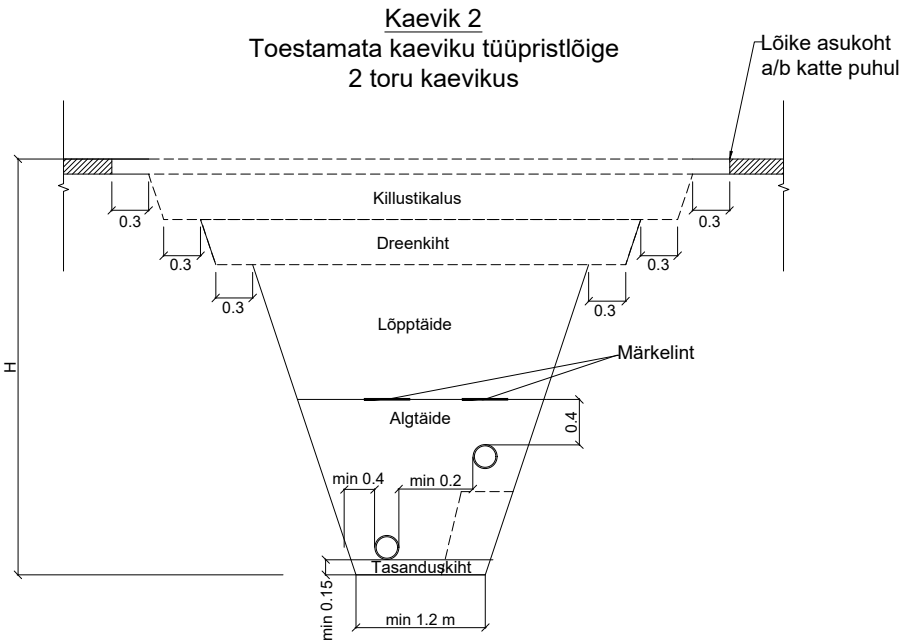 Kaevik 2
Toestamata kaeviku tüüpristlõige
2 toru kaevikus
Lõike asukoht
a/b katte puhul
Killustikalus
0.3
0.3
Dreenkiht
0.3
0.3
0.3
0.3
Lõpptäide
H
Märkelint
Algtäide
0.4
min 0.4
min 0.2
Tasanduskiht
min 0.15
min 1.2 m